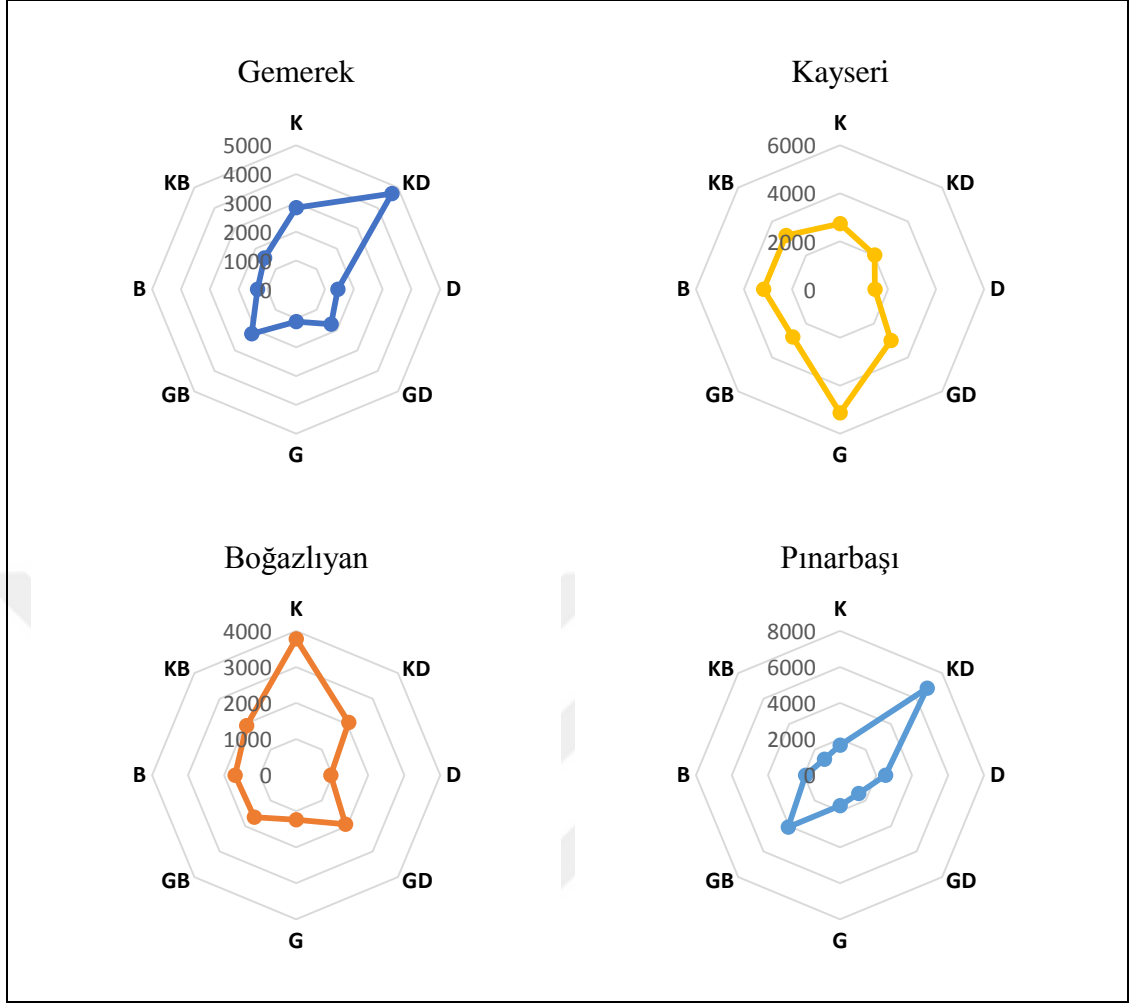 Gemerek
K
5000
4000
3000
2000
1000
0
KB
KD
B
D
GB
GD
G
Kayseri
K
6000
4000
2000
0
KB
KD
B
D
GB
GD
G
Boğazlıyan
K
4000
3000
2000
1000
0
KB
KD
B
D
GB
GD
G
Pınarbaşı
K
8000
6000
4000
2000
0
KB
KD
B
D
GB
GD
G